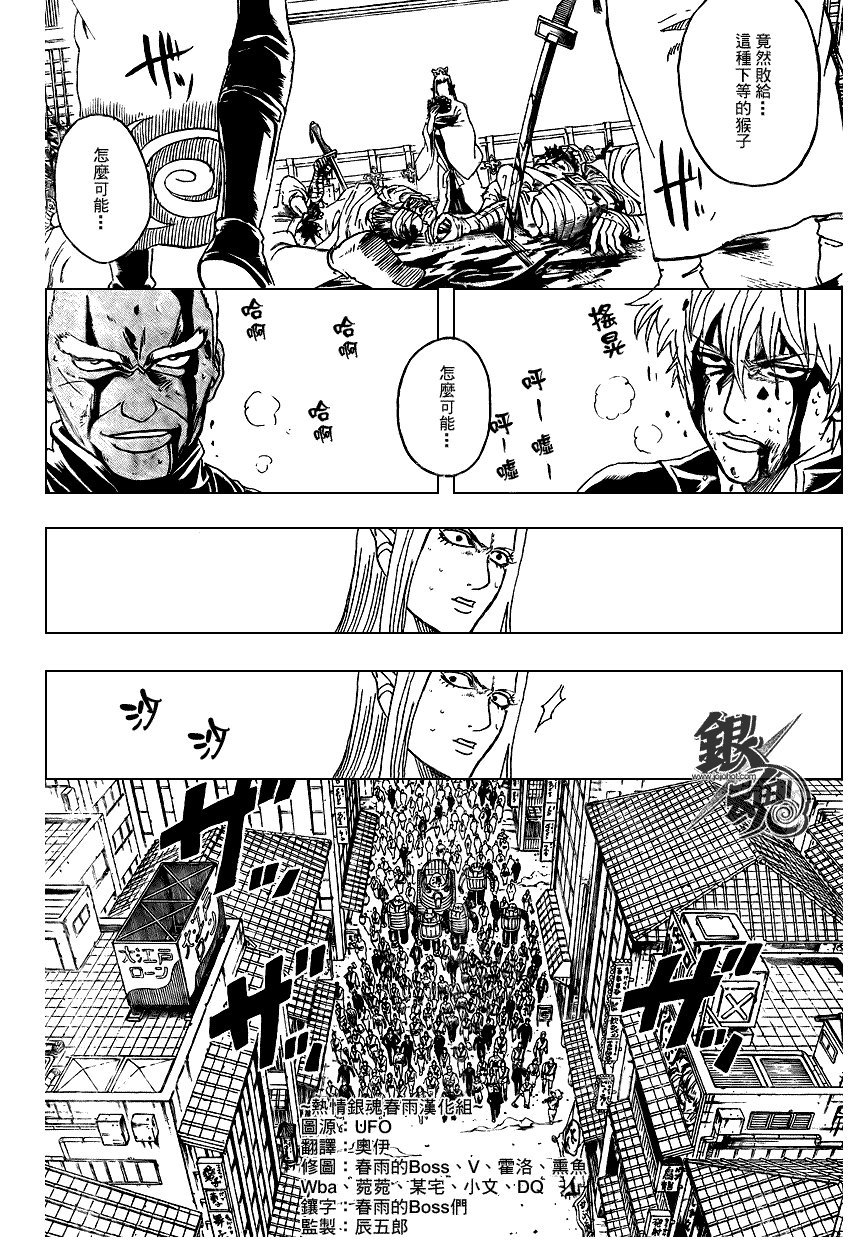 竟然敗給…
這種下等的猴子
怎麼可能…
搖晃
呼－噓－
呼－噓
怎麼可能…
哈啊
哈啊
哈啊
沙
沙
銀魂
www.jojohot.com
ザッ
ザッ
ザッ
大江戸
ローン
~熱情銀魂春雨漢化組~
圖源：UFO
翻譯：奧伊
修圖：春雨的Boss、V、霍洛、熏魚
Wba、菀菀、某宅、小文、DQ
鑲字：春雨的Boss們
監製：辰五郎